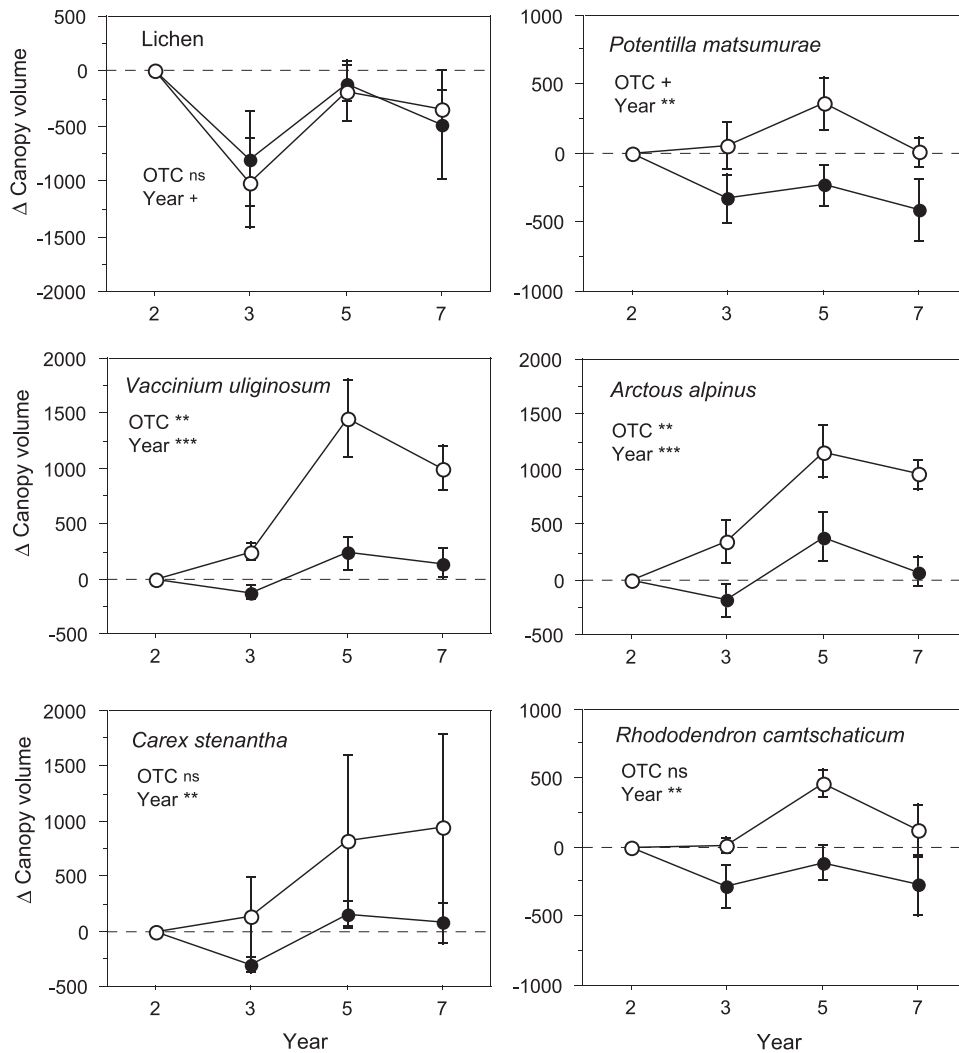 Δ Canopy volume
500
0
-500
-1000
-1500
-2000
Lichen
OTC ns
Year +
2 3 5 7
1000
500
0
-500
-1000
Potentilla matsumurae
OTC +
Year **
2 3 5 7
Δ Canopy volume
2000
1500
1000
500
0
-500
Vaccinium uliginosum
OTC **
Year ***
2 3 5 7
2000
1500
1000
500
0
-500
Arctous alpinus
OTC **
Year ***
2 3 5 7
Δ Canopy volume
2000
1500
1000
500
0
-500
Carex stenantha
OTC ns
Year **
2 3 5 7
Year
1000
500
0
-500
-1000
Rhododendron camtschaticum
OTC ns
Year **
2 3 5 7
Year